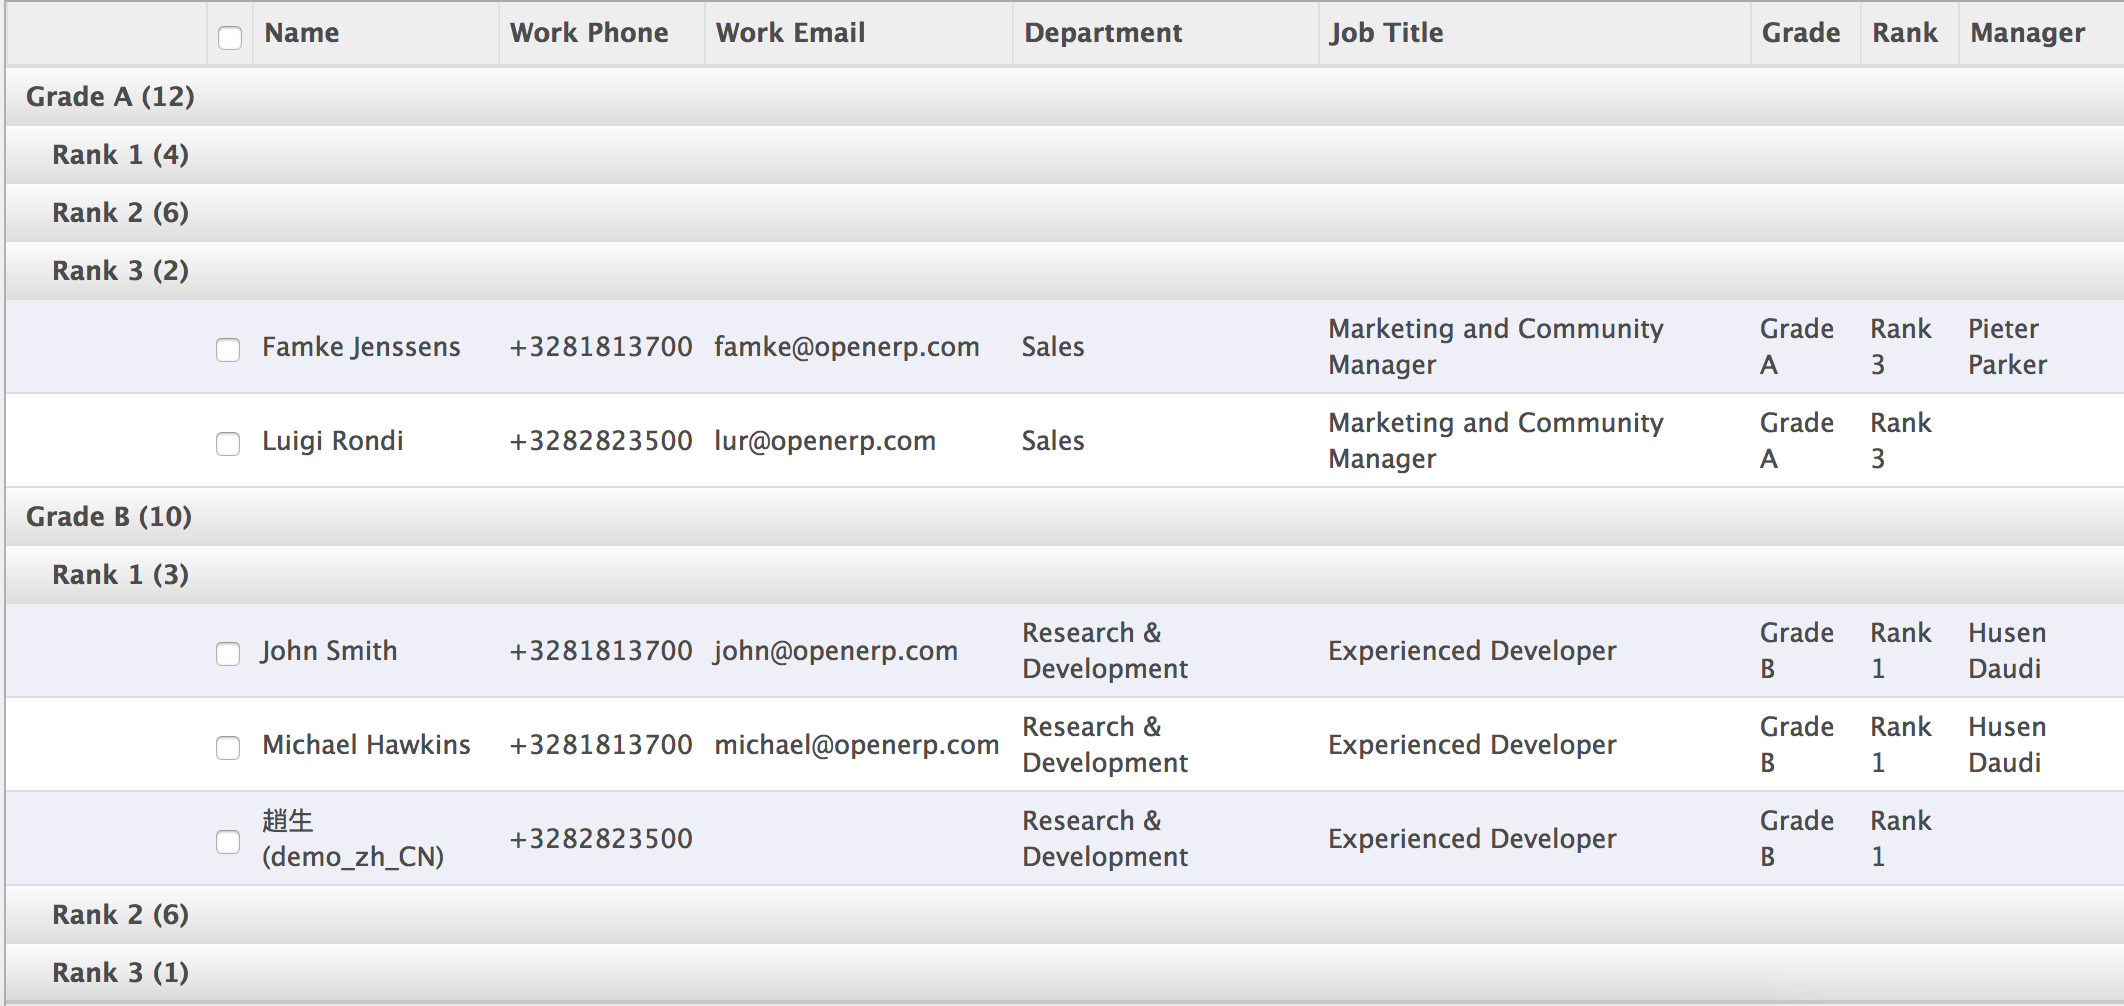 Name Work Phone Work Email Department Job Title Grade Rank Manager
Grade A (12)
Rank 1 (4)
Rank 2 (6)
Rank 3 (2)
Famke Jenssens +3281813700 famke@openerp.com Sales Marketing and Community Manager Grade A Rank 3 Pieter Parker
Luigi Rondi +3282823500 lur@openerp.com Sales Marketing and Community Manager Grade A Rank 3
Grade B (10)
Rank 1 (3)
John Smith +3281813700 john@openerp.com Research & Development Experienced Developer Grade B Rank 1 Husen Daudi
Michael Hawkins +3281813700 michael@openerp.com Research & Development Experienced Developer Grade B Rank 1 Husen Daudi
趙生 (demo_zh_CN) +3282823500 Research & Development Experienced Developer Grade B Rank 1
Rank 2 (6)
Rank 3 (1)